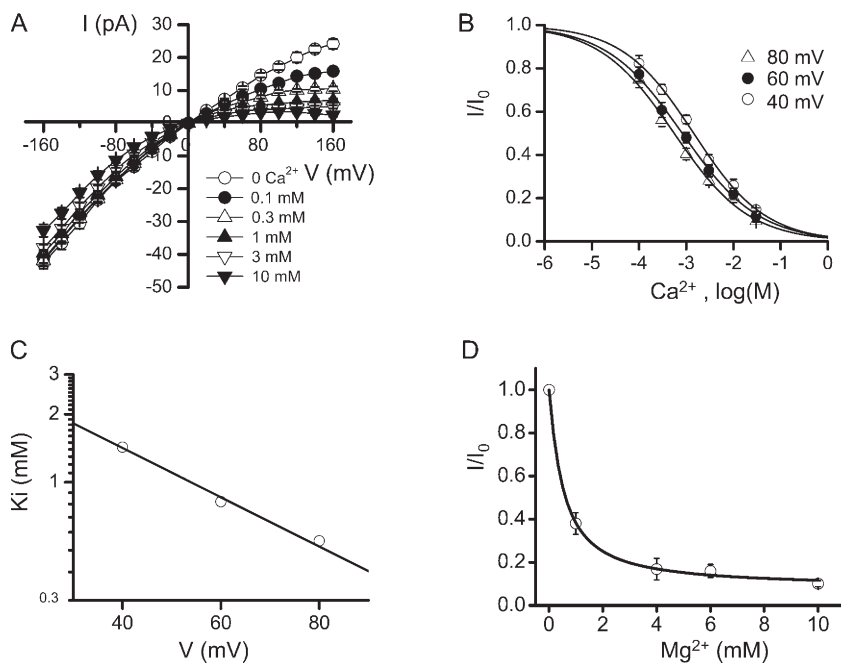 A
I (pA)
30
20
10
0
-10
-20
-30
-40
-50
-160
-80
0
80
160
V (mV)
0 Ca²⁺
0.1 mM
0.3 mM
1 mM
3 mM
10 mM
B
I/I₀
1.0
0.8
0.6
0.4
0.2
0.0
80 mV
60 mV
40 mV
-6
-5
-4
-3
-2
-1
0
Ca²⁺ , log(M)
C
Ki (mM)
3
2
1
0.3
40
60
80
V (mV)
D
I/I₀
1.0
0.8
0.6
0.4
0.2
0.0
0
2
4
6
8
10
Mg²⁺ (mM)